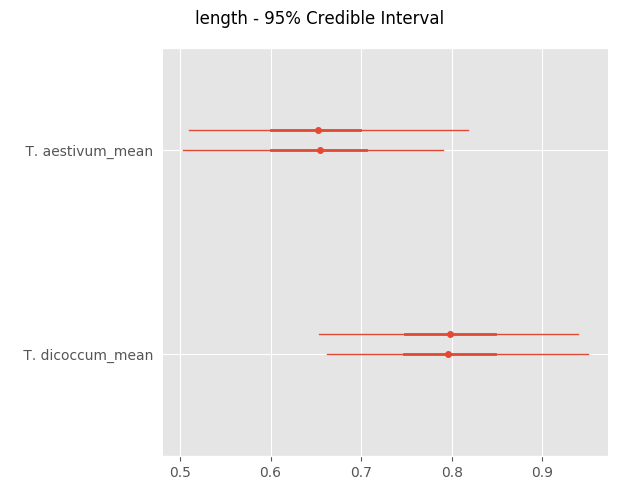 length - 95% Credible Interval
T. aestivum_mean
T. dicoccum_mean
0.5 0.6 0.7 0.8 0.9